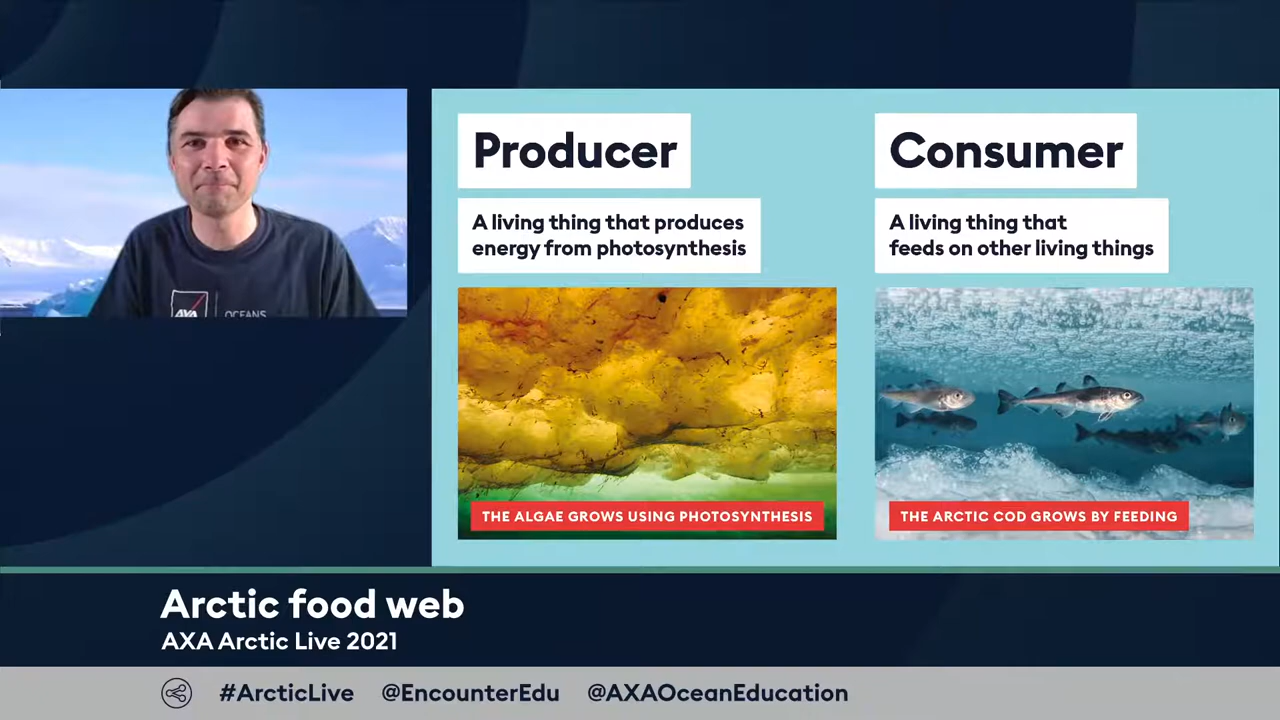 Producer
A living thing that produces
energy from photosynthesis
THE ALGAE GROWS USING PHOTOSYNTHESIS
Consumer
A living thing that
feeds on other living things
THE ARCTIC COD GROWS BY FEEDING
AXA
OCEANS
Arctic food web
AXA Arctic Live 2021
#ArcticLive @EncounterEdu @AXAOceanEducation